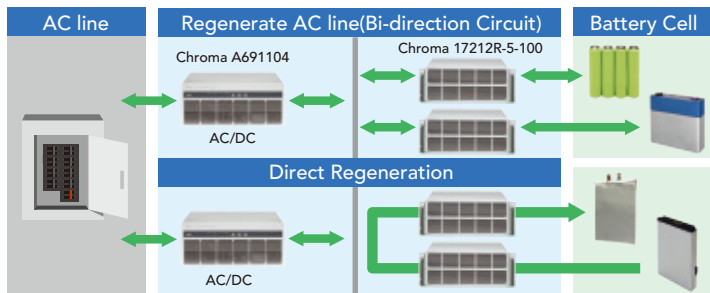 AC line
Regenerate AC line(Bi-direction Circuit)
Battery Cell
Chroma A691104
Chroma 17212R-5-100
AC/DC
Direct Regeneration
AC/DC